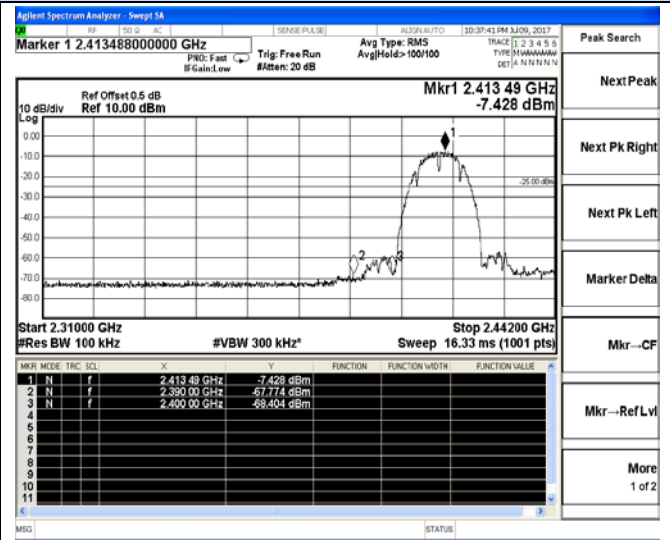 Agilent Spectrum Analyzer - Swept SA
RF 50 Ω AC SENSE:PULSE ALIGNAUTO 10:37:41 PM
Marker 1 2.413488000000 GHz
PNO: Fast
IFGain:Low
Trig: Free Run
#Atten: 20 dB
Avg Type: RMS
Avg|Hold:>100/100
TRACE 1 2 3 4 5 6
TYPE
DET A N N N N N
Peak Search
Next Peak
Next Pk Right
Next Pk Left
Marker Delta
Mkr→CF
Mkr→Ref Lvl
More
1 of 2
Ref Offset 0.5 dB
10 dB/div Ref 10.00 dBm
Log
Mkr1 2.413 49 GHz
-7.428 dBm
0.00
-10.0
-20.0
-30.0
-40.0
-50.0
-60.0
-70.0
-80.0
-25.00 dBm
1
2
3
Start 2.31000 GHz Stop 2.44200 GHz
#Res BW 100 kHz #VBW 300 kHz* Sweep 16.33 ms (1001 pts)
MKR MODE TRC SCL X Y FUNCTION FUNCTION WIDTH FUNCTION VALUE
1 N f 2.413 49 GHz -7.428 dBm
2 N f 2.390 00 GHz -67.774 dBm
3 N f 2.400 00 GHz -68.404 dBm
4
5
6
7
8
9
10
11
MSG STATUS